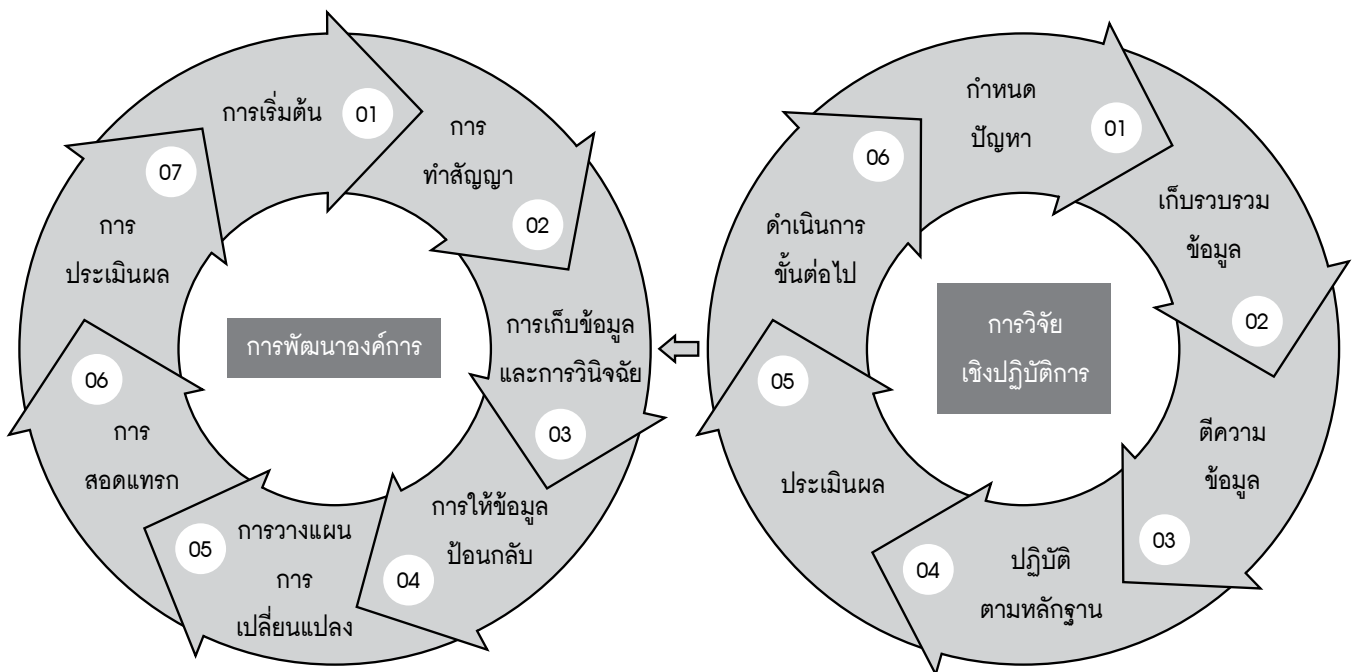 การพัฒนาองค์การ
การเริ่มต้น
01
การ
ทำสัญญา
02
การเก็บข้อมูล
และการวินิจฉัย
03
การให้ข้อมูล
ป้อนกลับ
04
การวางแผน
การ
เปลี่ยนแปลง
05
การ
สอดแทรก
06
การ
ประเมินผล
07
การวิจัย
เชิงปฏิบัติการ
กำหนด
ปัญหา
01
เก็บรวบรวม
ข้อมูล
02
ตีความ
ข้อมูล
03
ปฏิบัติ
ตามหลักฐาน
04
ประเมินผล
05
ดำเนินการ
ขั้นต่อไป
06